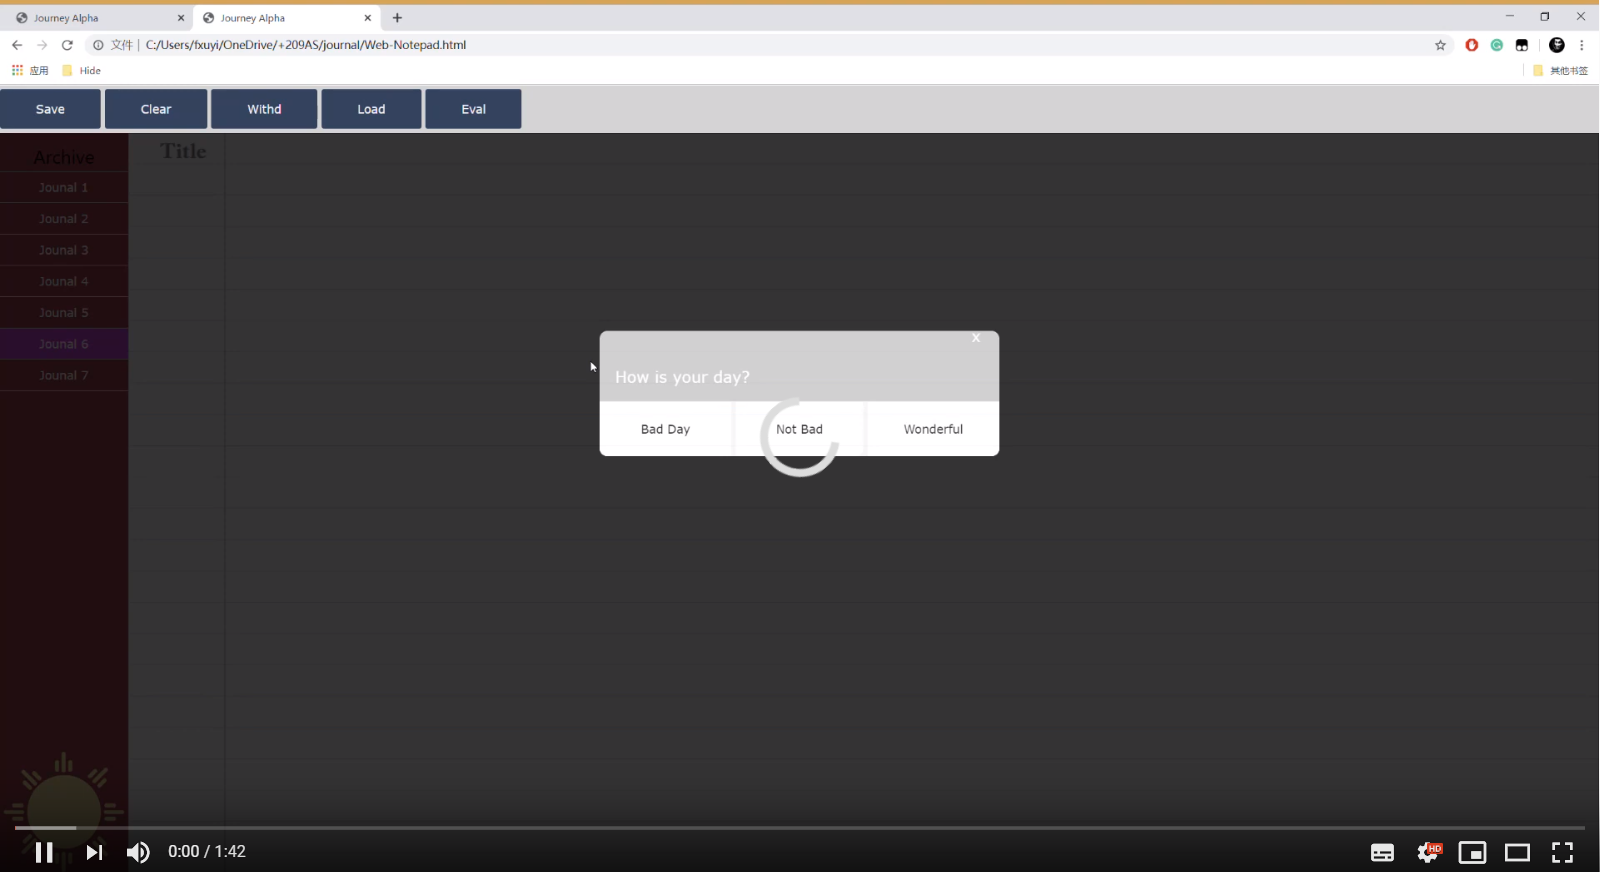 Journey Alpha
Journey Alpha
文件 | C:/Users/fxuyi/OneDrive/+209AS/journal/Web-Notepad.html
应用 Hide 其他书签
Save Clear Withd Load Eval
Archive
Title
Jounal 1
Jounal 2
Jounal 3
Jounal 4
Jounal 5
Jounal 6
Jounal 7
X
How is your day?
Bad Day Not Bad Wonderful
0:00 / 1:42
HD